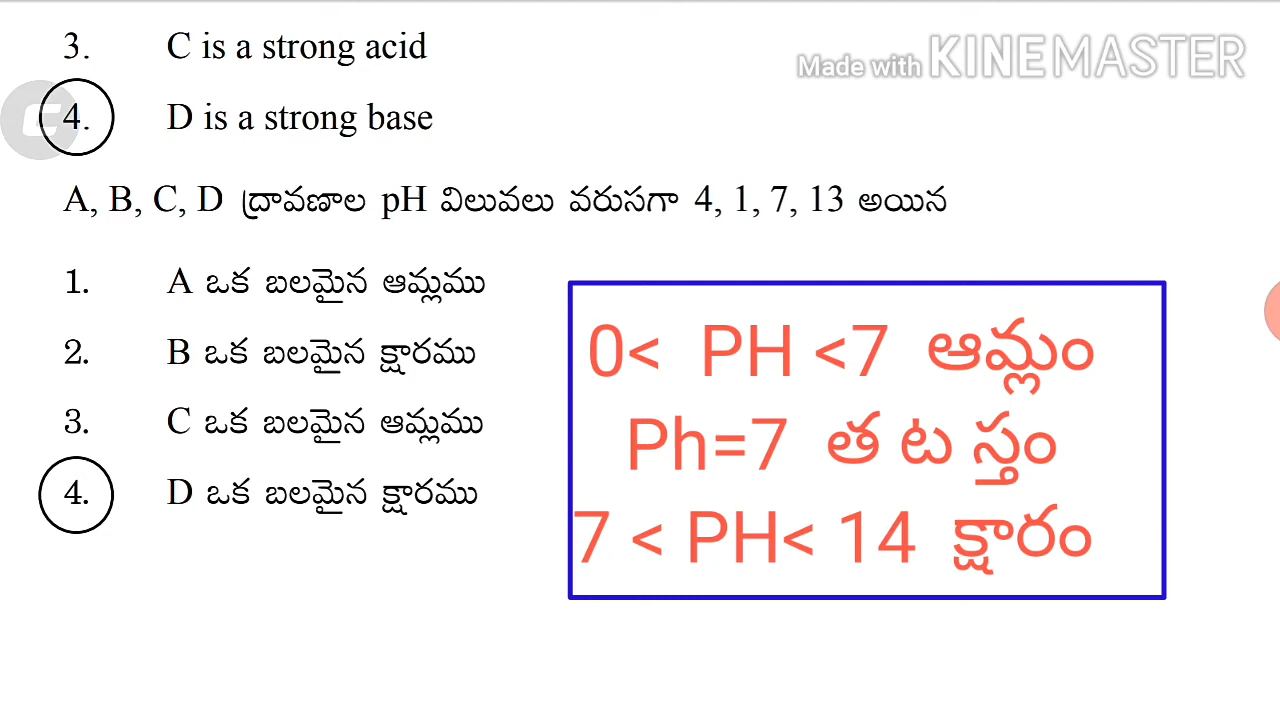 3. C is a strong acid
Made with KINEMASTER
4. D is a strong base
A, B, C, D ద్రావణాల pH విలువలు వరుసగా 4, 1, 7, 13 అయిన
1. A ఒక బలమైన ఆమ్లము
2. B ఒక బలమైన క్షారము
3. C ఒక బలమైన ఆమ్లము
4. D ఒక బలమైన క్షారము
0< PH <7 ఆమ్లం
Ph=7 త ట స్తం
7 < PH< 14 క్షారం